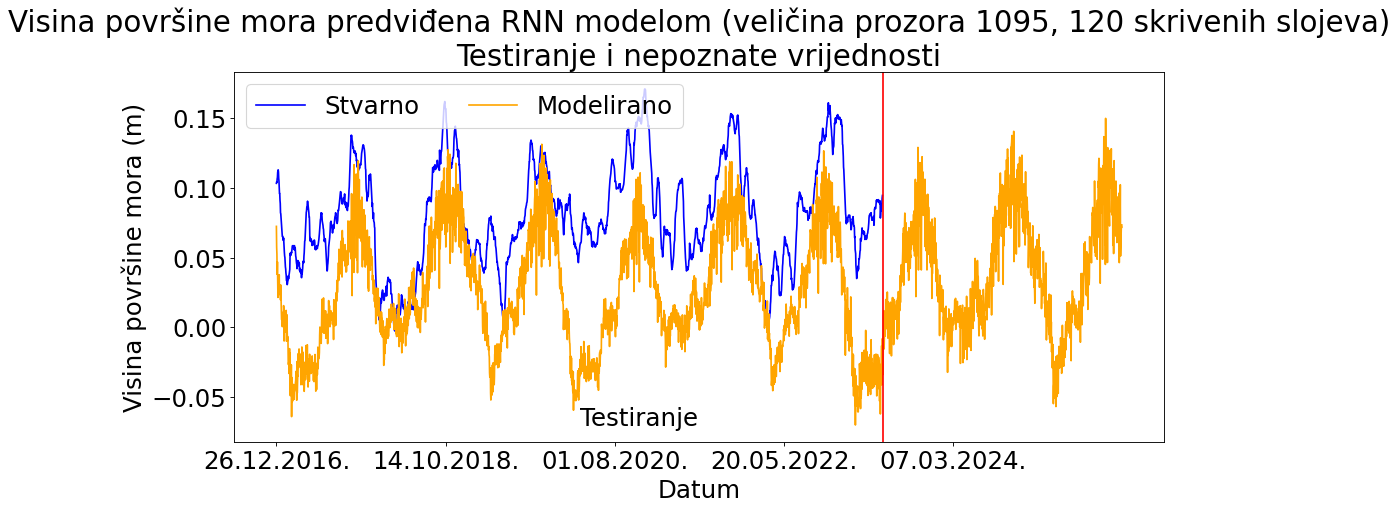 Visina površine mora predviđena RNN modelom (veličina prozora 1095, 120 skrivenih slojeva)
Testiranje i nepoznate vrijednosti
Stvarno
Modelirano
Visina površine mora (m)
0.15
0.10
0.05
0.00
−0.05
Testiranje
26.12.2016.
14.10.2018.
01.08.2020.
20.05.2022.
07.03.2024.
Datum